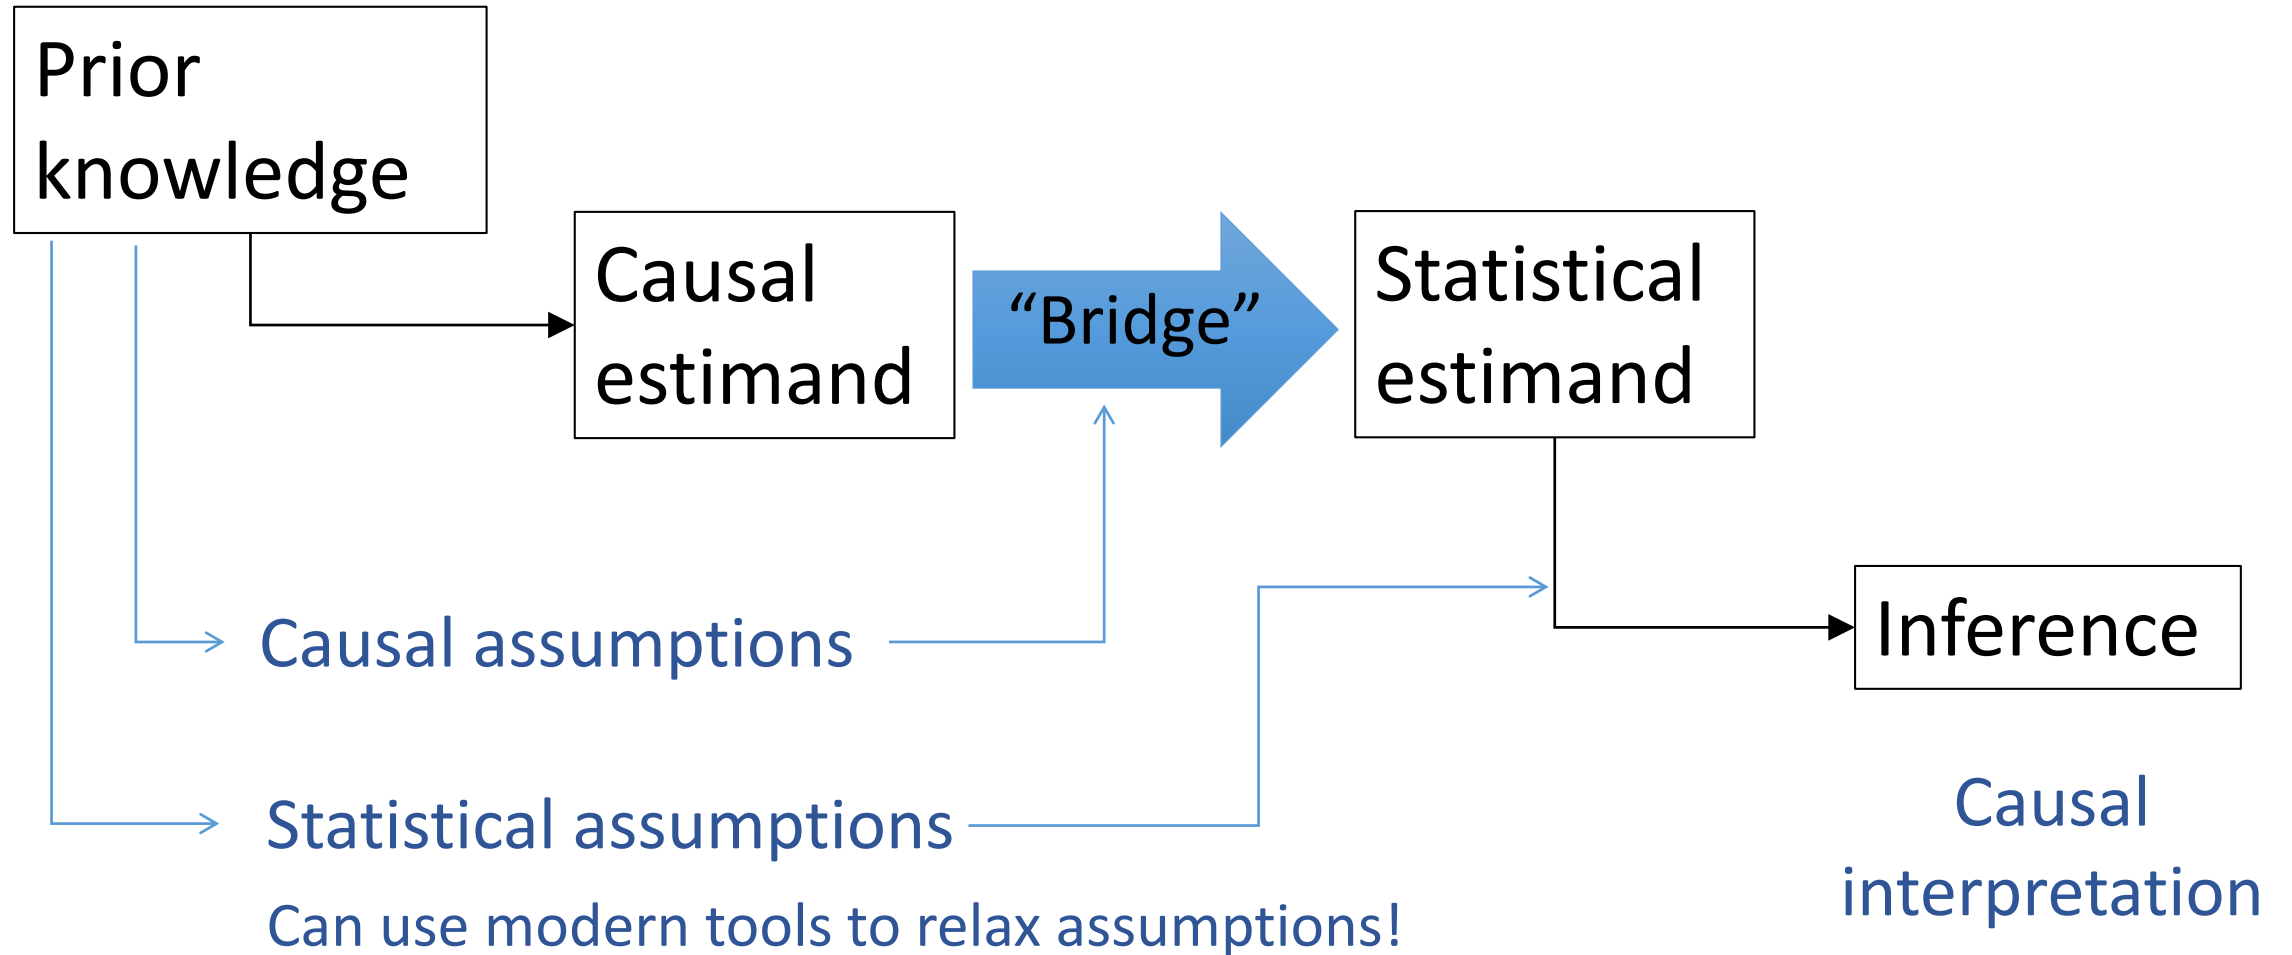 Prior
knowledge
Causal
estimand
“Bridge”
Statistical
estimand
Causal assumptions
Inference
Statistical assumptions
Can use modern tools to relax assumptions!
Causal
interpretation